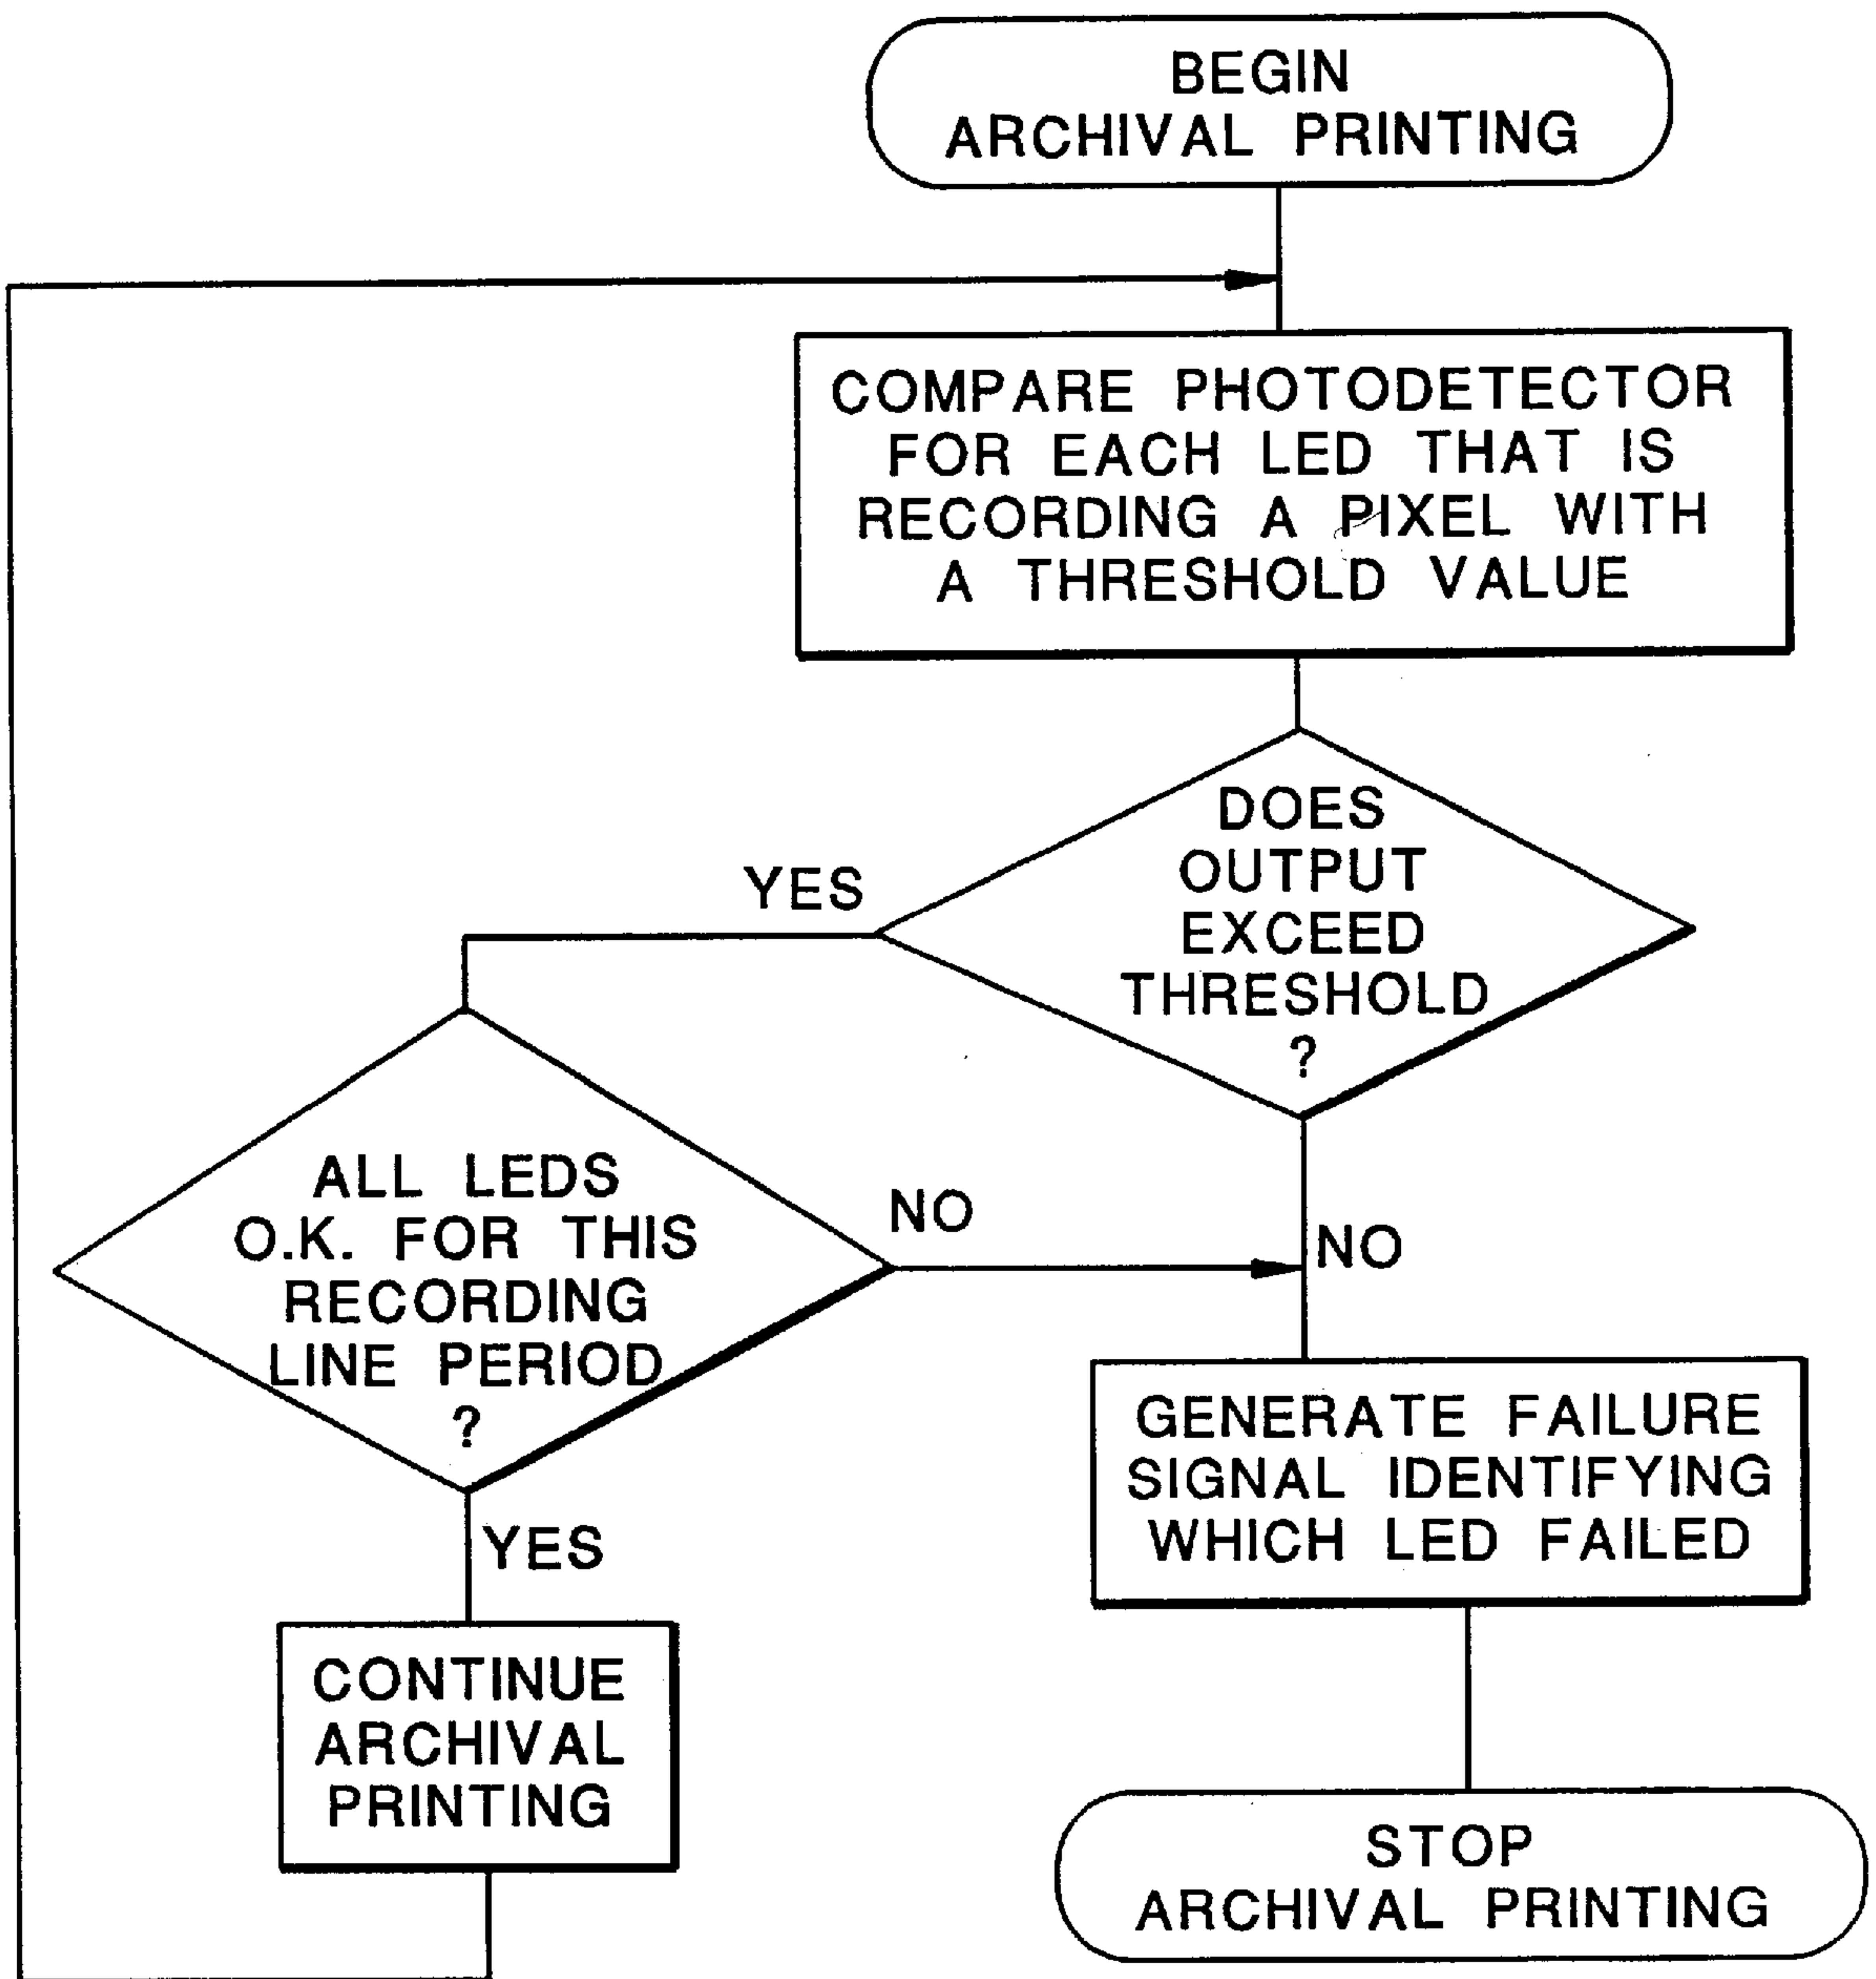 BEGIN
ARCHIVAL PRINTING
COMPARE PHOTODETECTOR
FOR EACH LED THAT IS
RECORDING A PIXEL WITH
A THRESHOLD VALUE
DOES
OUTPUT
EXCEED
THRESHOLD
?
YES
NO
ALL LEDS
O.K. FOR THIS
RECORDING
LINE PERIOD
?
NO
YES
GENERATE FAILURE
SIGNAL IDENTIFYING
WHICH LED FAILED
CONTINUE
ARCHIVAL
PRINTING
STOP
ARCHIVAL PRINTING